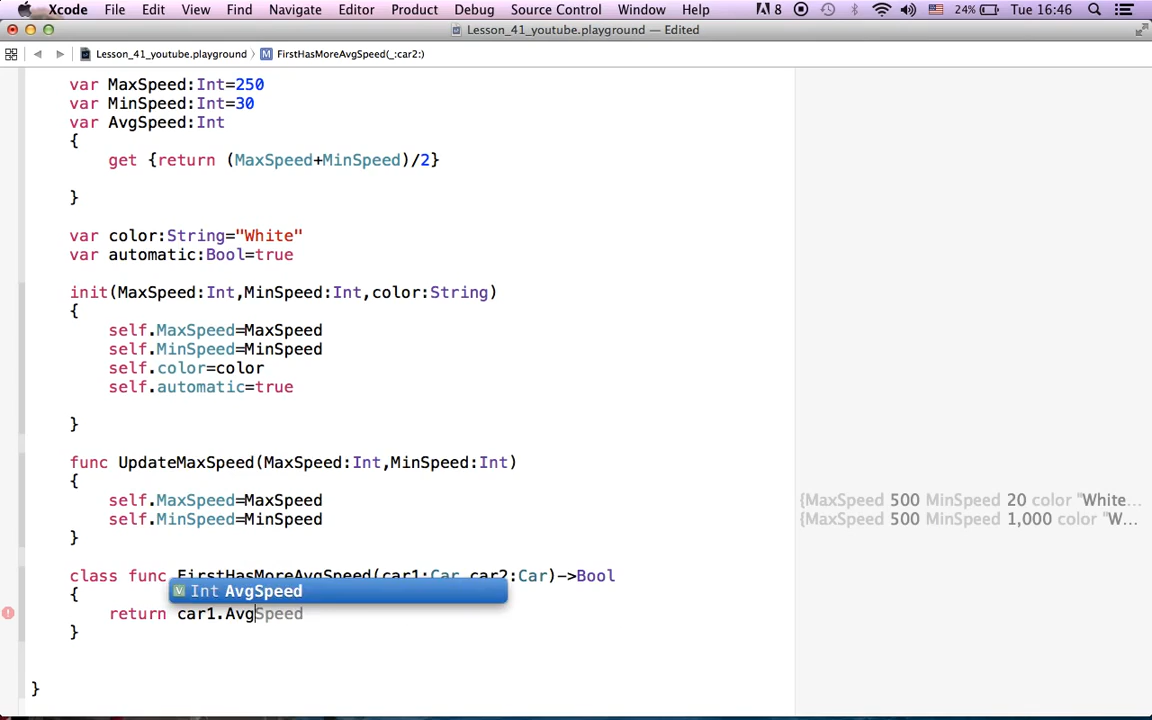 Xcode File Edit View Find Navigate Editor Product Debug Source Control Window Help 8 24% Tue 16:46
Lesson_41_youtube.playground — Edited
Lesson_41_youtube.playground FirstHasMoreAvgSpeed(_:car2:)
var MaxSpeed:Int=250
var MinSpeed:Int=30
var AvgSpeed:Int
{
get {return (MaxSpeed+MinSpeed)/2}
}
var color:String="White"
var automatic:Bool=true
init(MaxSpeed:Int,MinSpeed:Int,color:String)
{
self.MaxSpeed=MaxSpeed
self.MinSpeed=MinSpeed
self.color=color
self.automatic=true
}
func UpdateMaxSpeed(MaxSpeed:Int,MinSpeed:Int)
{
self.MaxSpeed=MaxSpeed {MaxSpeed 500 MinSpeed 20 color "White...
self.MinSpeed=MinSpeed {MaxSpeed 500 MinSpeed 1,000 color "W...
}
class func FirstHasMoreAvgSpeed(car1:Car,car2:Car)->Bool
{ V Int AvgSpeed
return car1.AvgSpeed
}
}